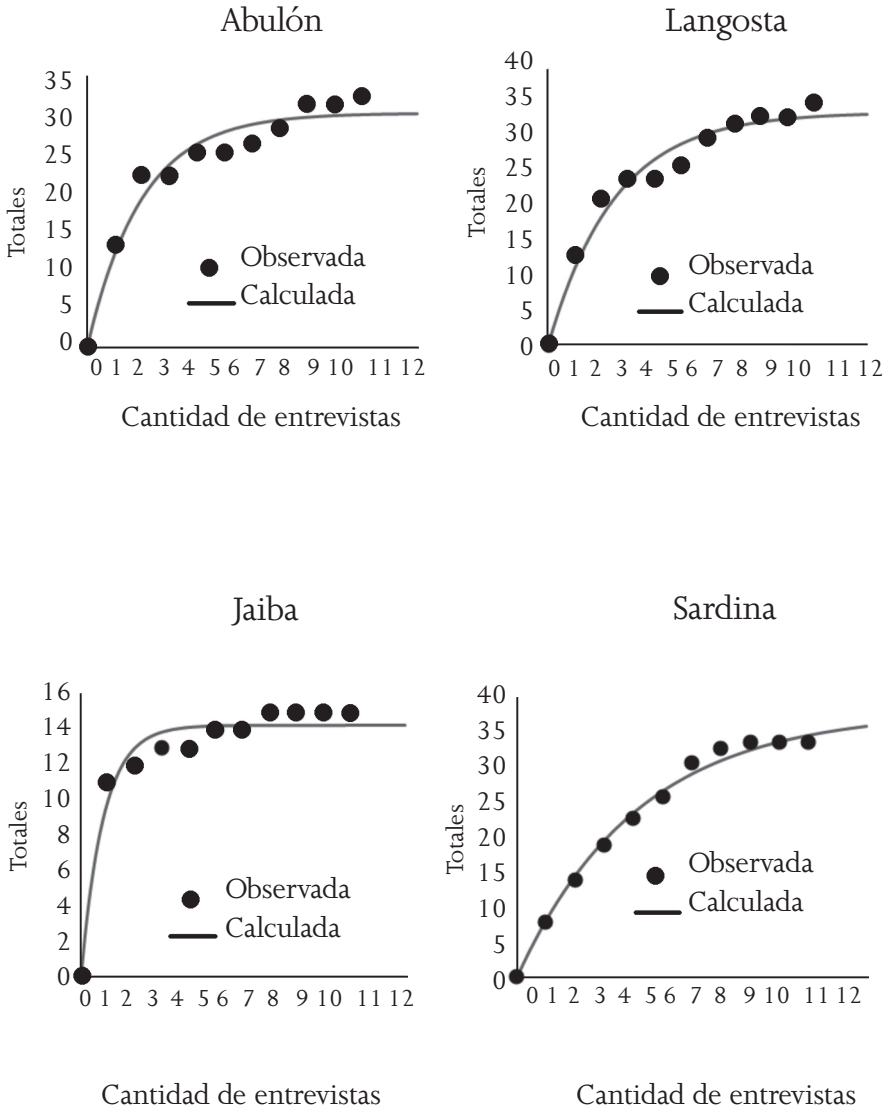 Abulón
35
30
25
20
15
10
5
0
Totales
Observada
Calculada
0 1 2 3 4 5 6 7 8 9 10 11 12
Cantidad de entrevistas
Langosta
40
35
30
25
20
15
10
5
0
Totales
Observada
Calculada
0 1 2 3 4 5 6 7 8 9 10 11 12
Cantidad de entrevistas
Jaiba
16
14
12
10
8
6
4
2
0
Totales
Observada
Calculada
0 1 2 3 4 5 6 7 8 9 10 11 12
Cantidad de entrevistas
Sardina
40
35
30
25
20
15
10
5
0
Totales
Observada
Calculada
0 1 2 3 4 5 6 7 8 9 10 11 12
Cantidad de entrevistas